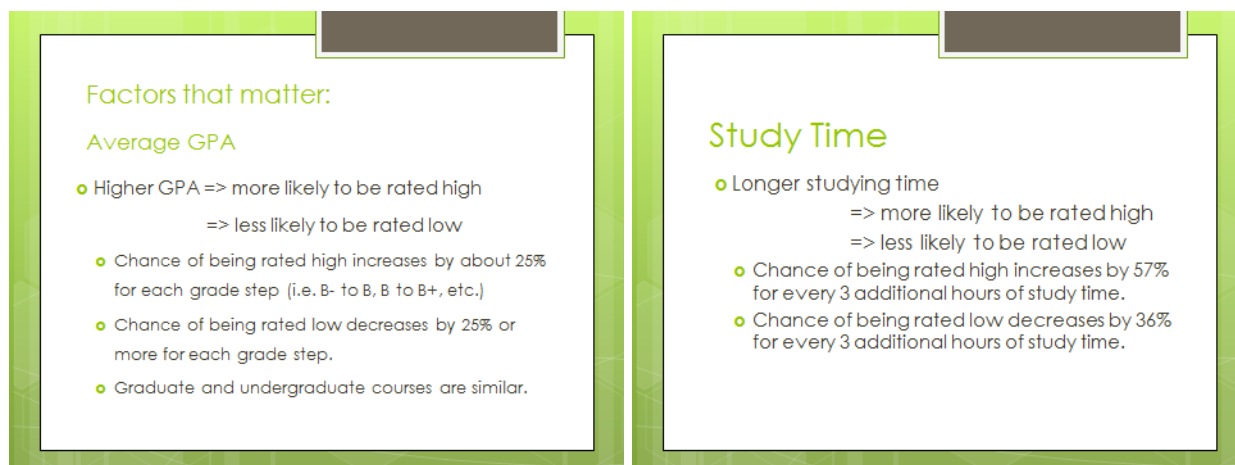 Factors that matter:
Average GPA
Higher GPA => more likely to be rated high
=> less likely to be rated low
Chance of being rated high increases by about 25%
for each grade step (i.e. B- to B, B to B+, etc.)
Chance of being rated low decreases by 25% or
more for each grade step.
Graduate and undergraduate courses are similar.
Study Time
Longer studying time
=> more likely to be rated high
=> less likely to be rated low
Chance of being rated high increases by 57%
for every 3 additional hours of study time.
Chance of being rated low decreases by 36%
for every 3 additional hours of study time.